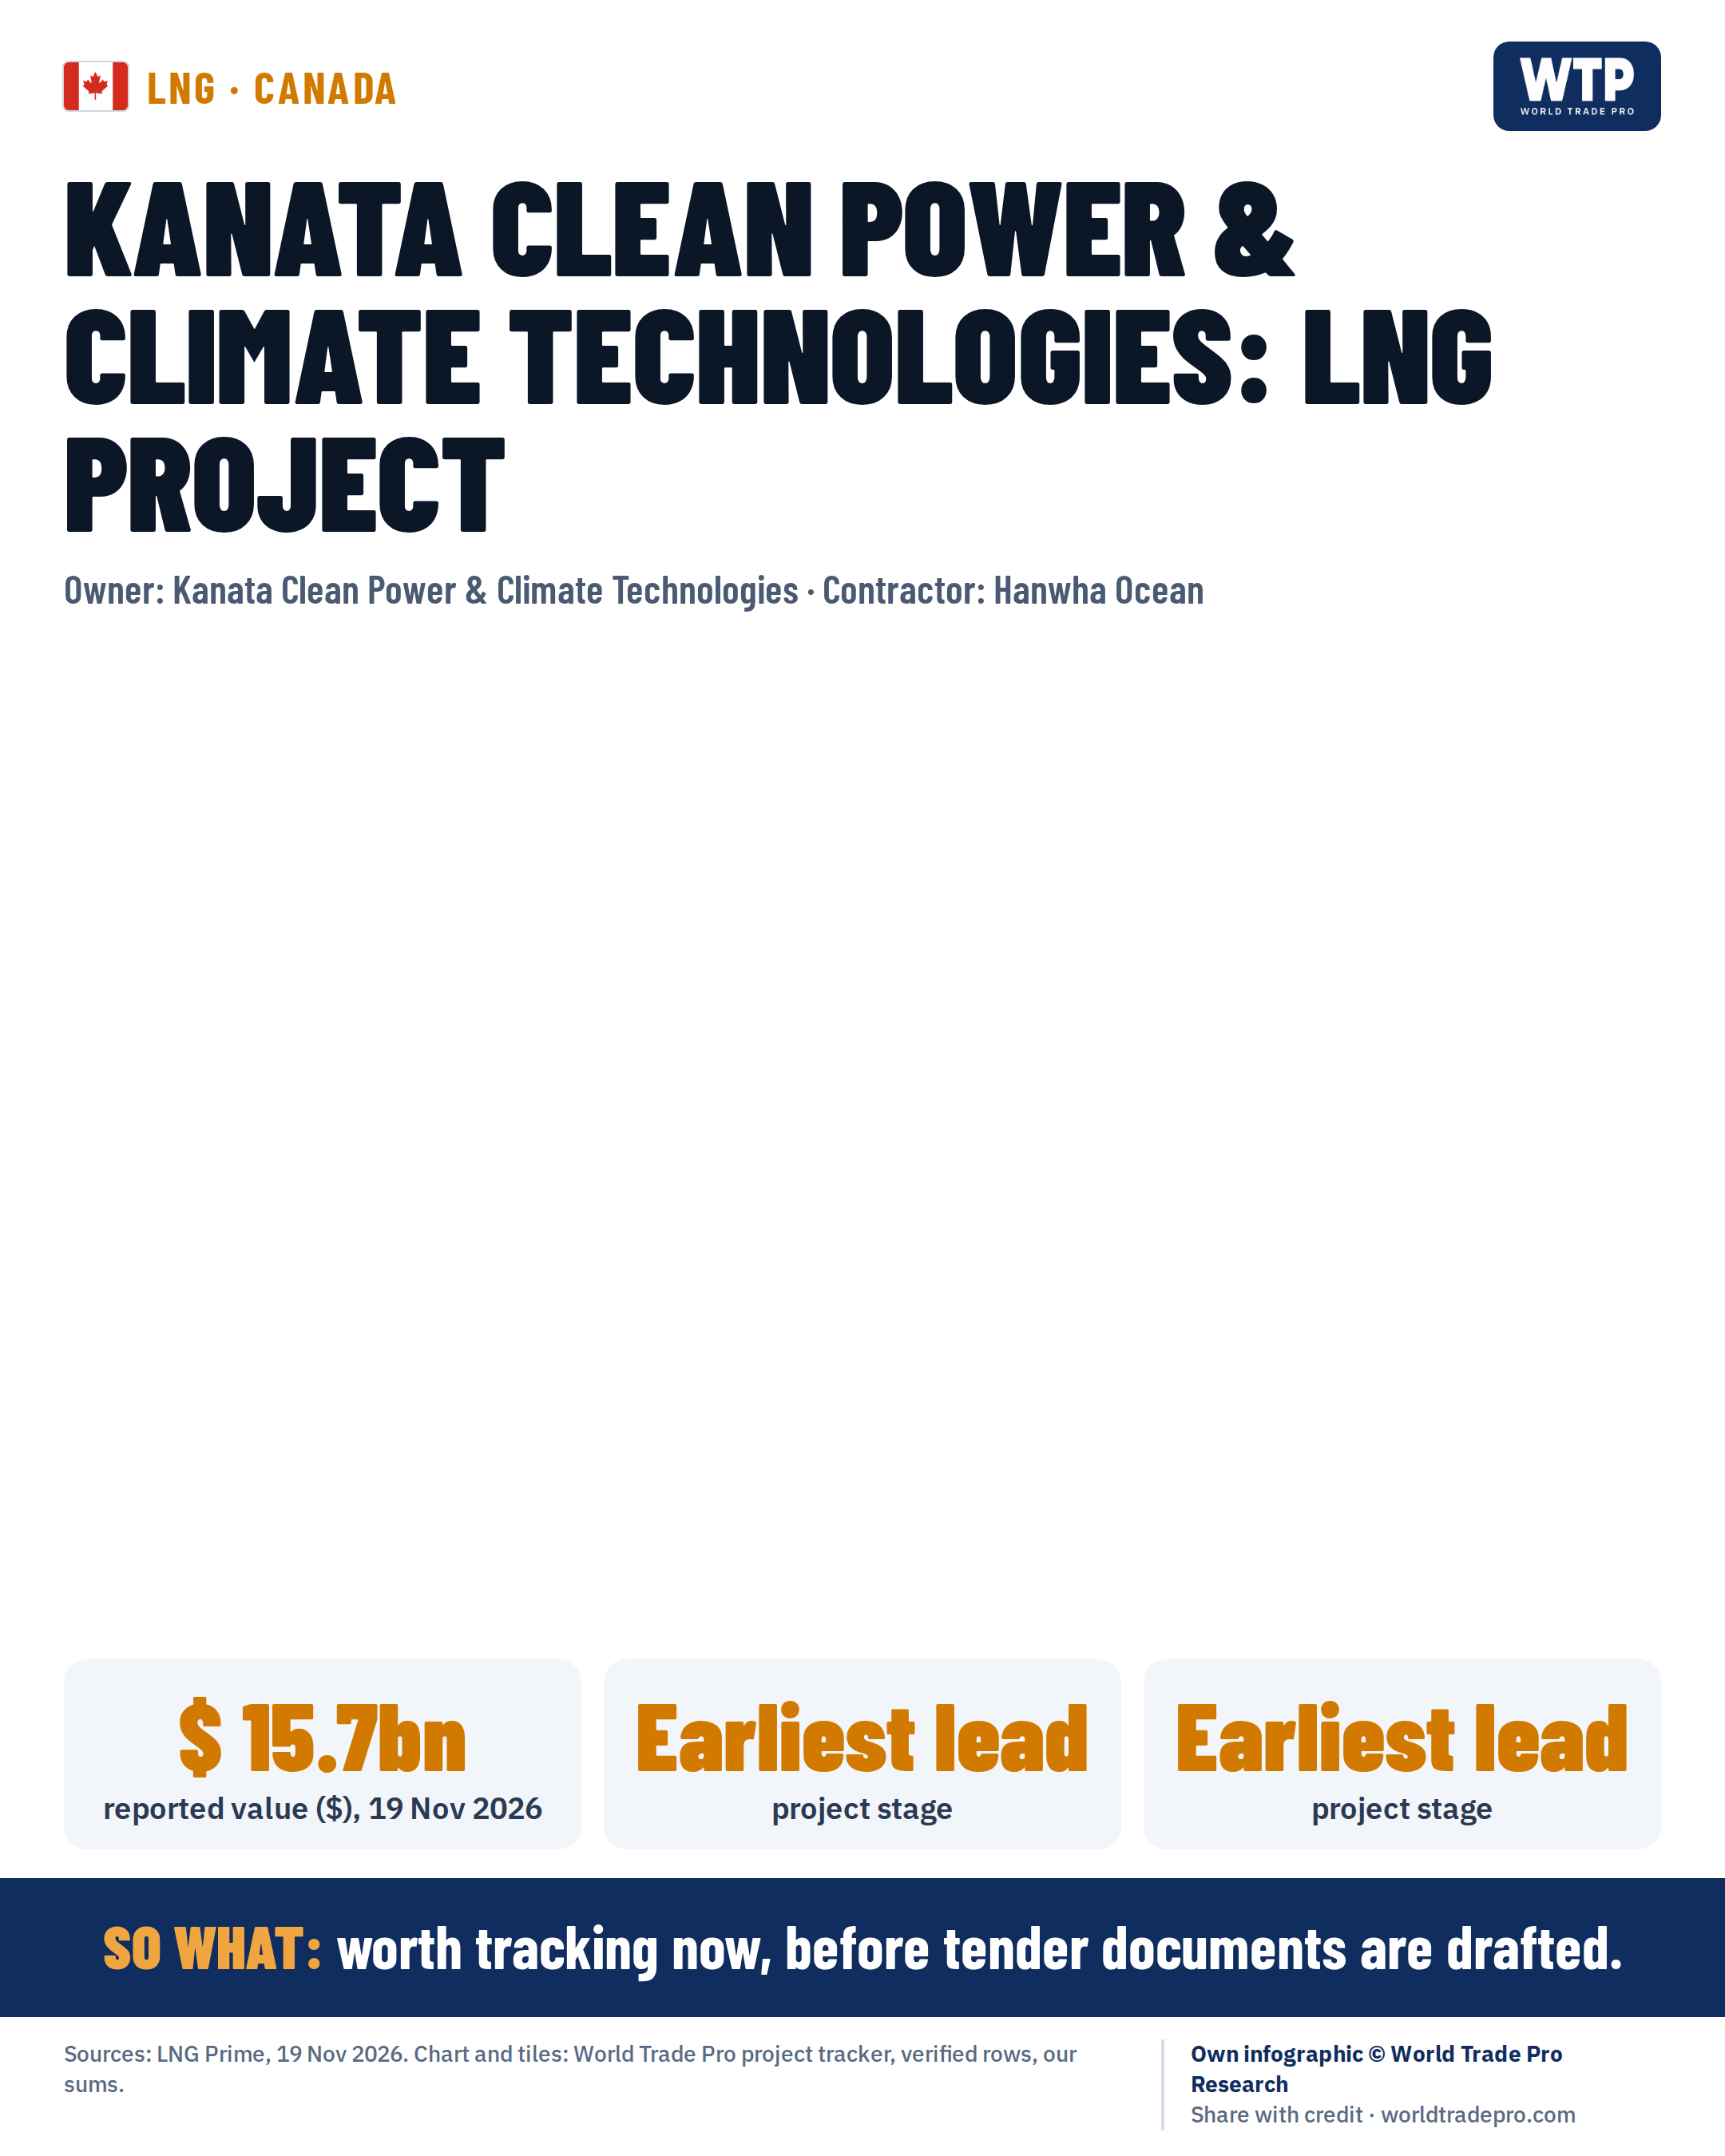 LNG · CANADA
WTP
WORLD TRADE PRO
KANATA CLEAN POWER &
CLIMATE TECHNOLOGIES: LNG
PROJECT
Owner: Kanata Clean Power & Climate Technologies · Contractor: Hanwha Ocean
$ 15.7bn
reported value ($), 19 Nov 2026
Earliest lead
project stage
Earliest lead
project stage
SO WHAT: worth tracking now, before tender documents are drafted.
Sources: LNG Prime, 19 Nov 2026. Chart and tiles: World Trade Pro project tracker, verified rows, our
sums.
Own infographic © World Trade Pro
Research
Share with credit · worldtradepro.com